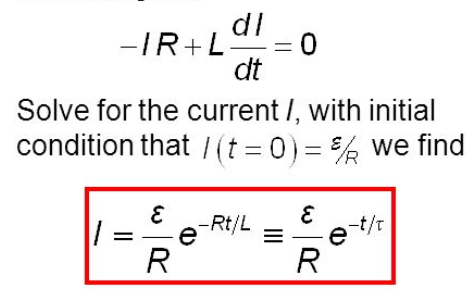 -IR + L dI/dt = 0
Solve for the current I, with initial
condition that I(t = 0) = ε/R we find
I = ε/R e^{-Rt/L} ≡ ε/R e^{-t/τ}